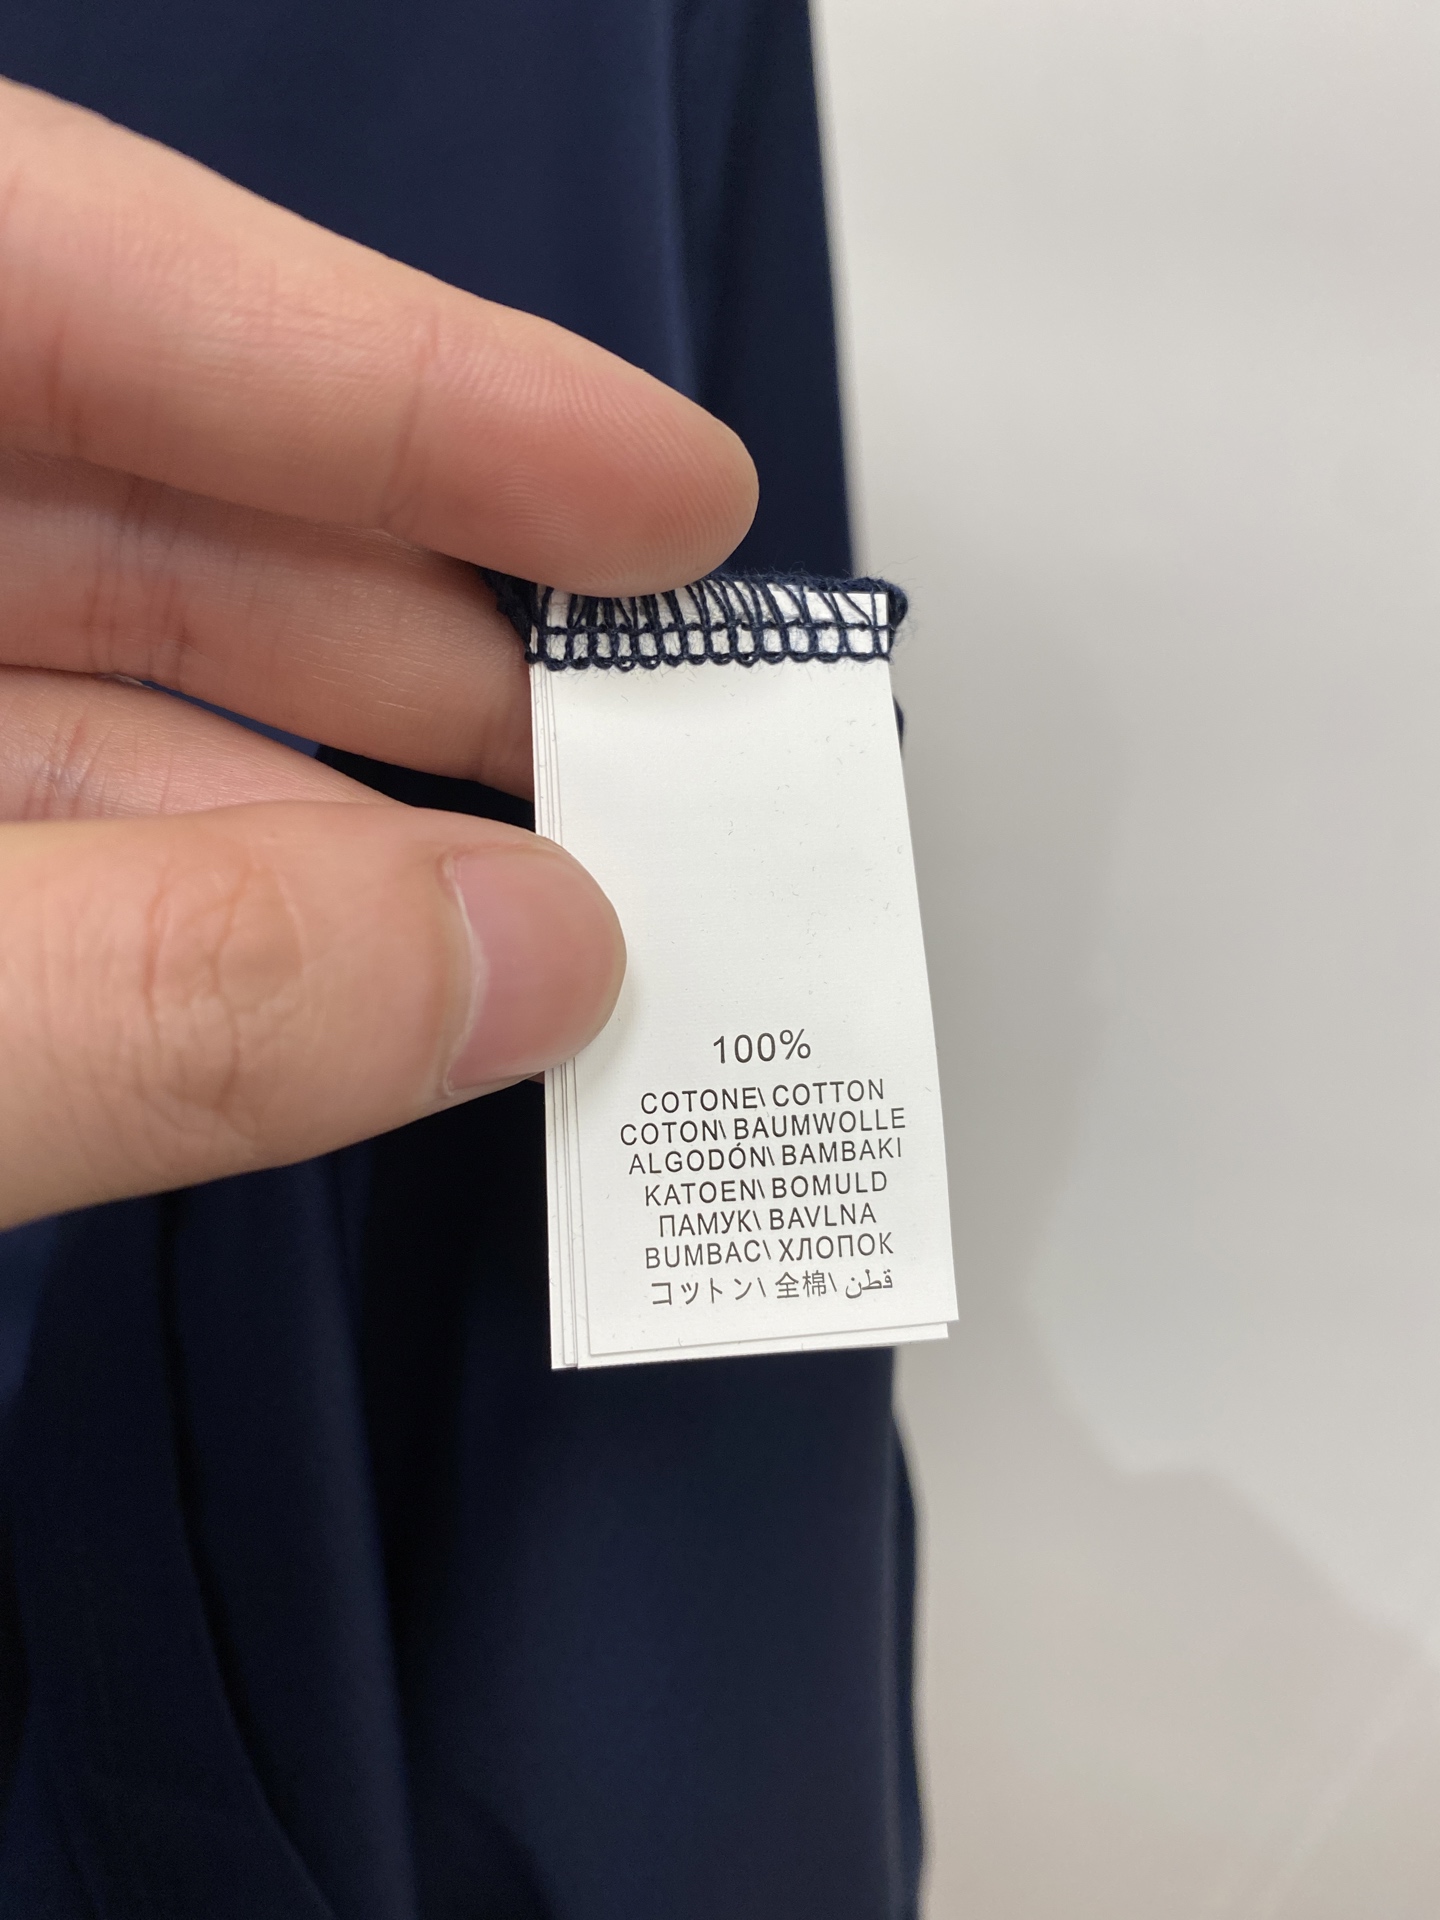 100%
COTONE\ COTTON
COTON\ BAUMWOLLE
ALGODÓN\ BAMBAKI
KATOEN\ BOMULD
ПАМУК\ BAVLNA
BUMBAC\ ХЛОПОК
コットン\ 全棉\ قطن